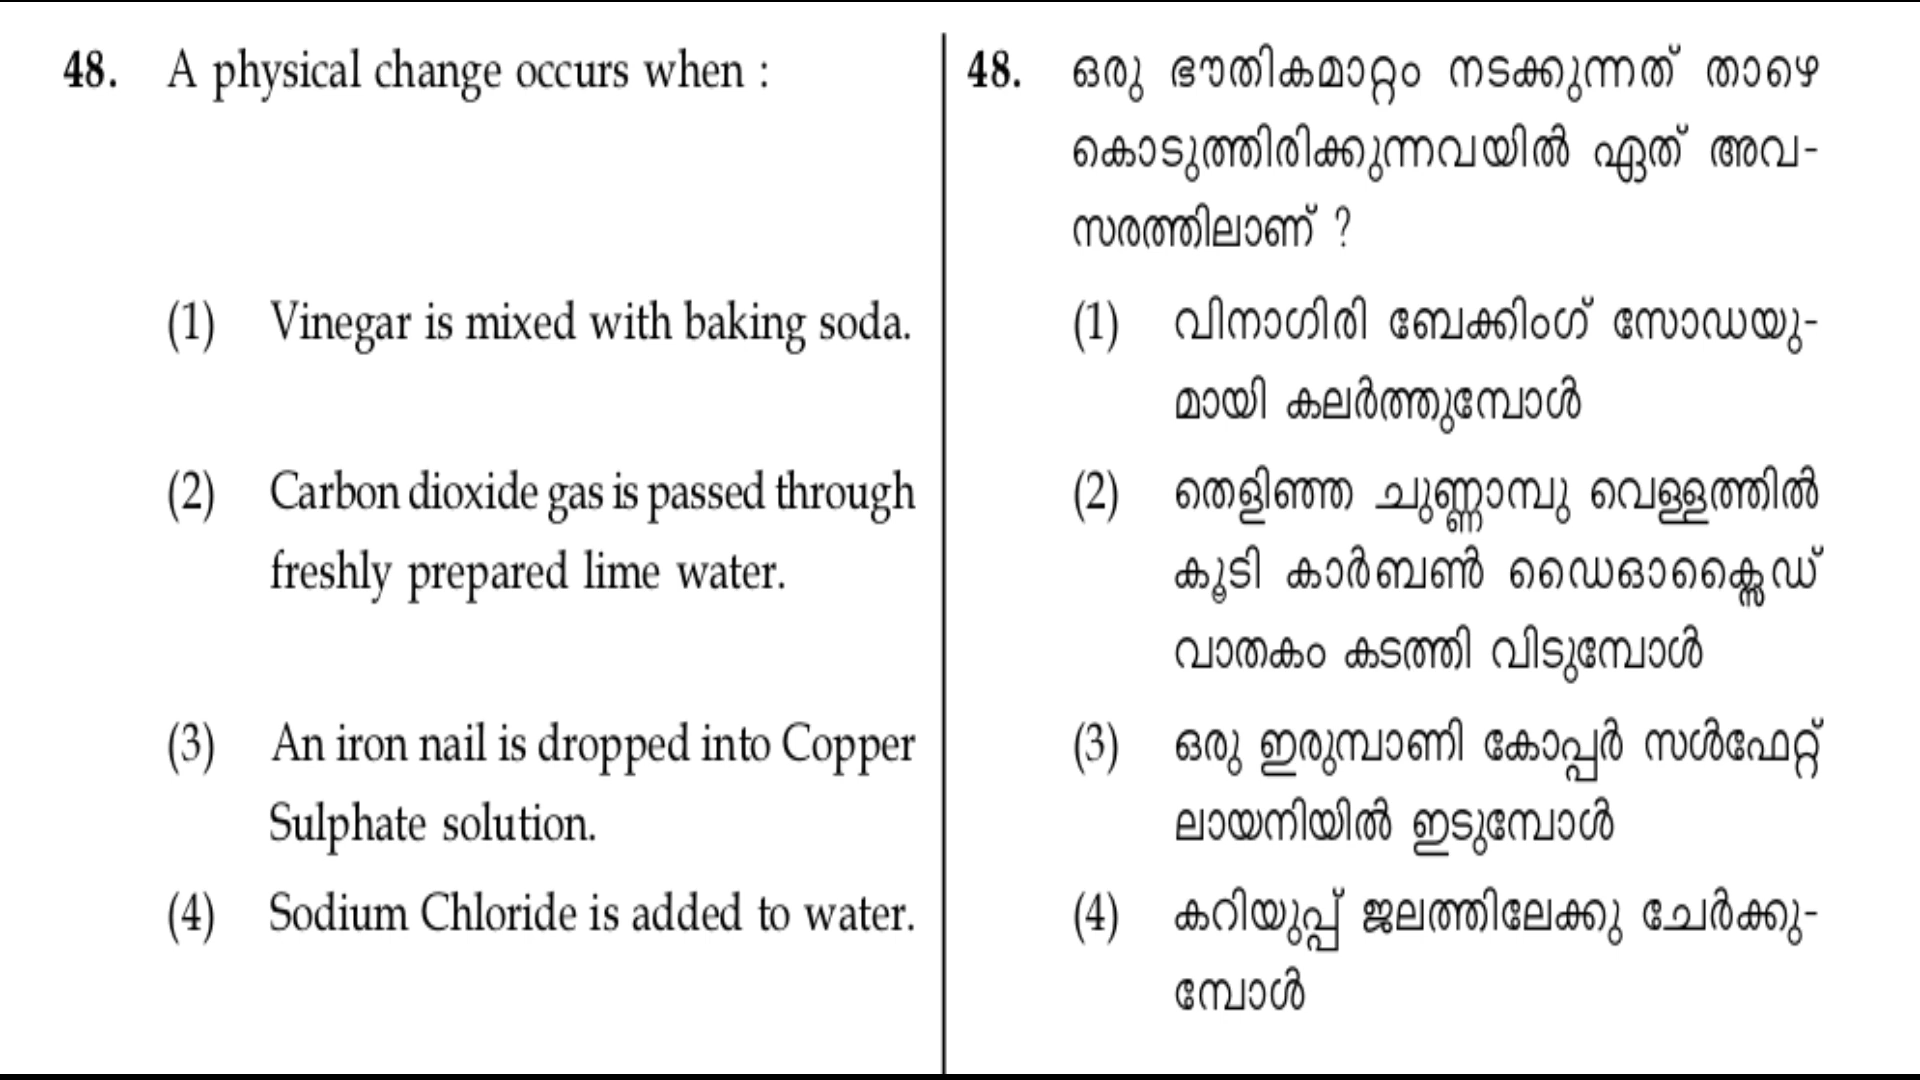 48. A physical change occurs when :
(1) Vinegar is mixed with baking soda.
(2) Carbon dioxide gas is passed through
freshly prepared lime water.
(3) An iron nail is dropped into Copper
Sulphate solution.
(4) Sodium Chloride is added to water.
48. ഒരു ഭൗതികമാറ്റം നടക്കുന്നത് താഴെ
കൊടുത്തിരിക്കുന്നവയിൽ ഏത് അവ-
സരത്തിലാണ് ?
(1) വിനാഗിരി ബേക്കിംഗ് സോഡയു-
മായി കലർത്തുമ്പോൾ
(2) തെളിഞ്ഞ ചുണ്ണാമ്പു വെള്ളത്തിൽ
കൂടി കാർബൺ ഡൈഓക്സൈഡ്
വാതകം കടത്തി വിടുമ്പോൾ
(3) ഒരു ഇരുമ്പാണി കോപ്പർ സൾഫേറ്റ്
ലായനിയിൽ ഇടുമ്പോൾ
(4) കറിയുപ്പ് ജലത്തിലേക്കു ചേർക്കു-
മ്പോൾ